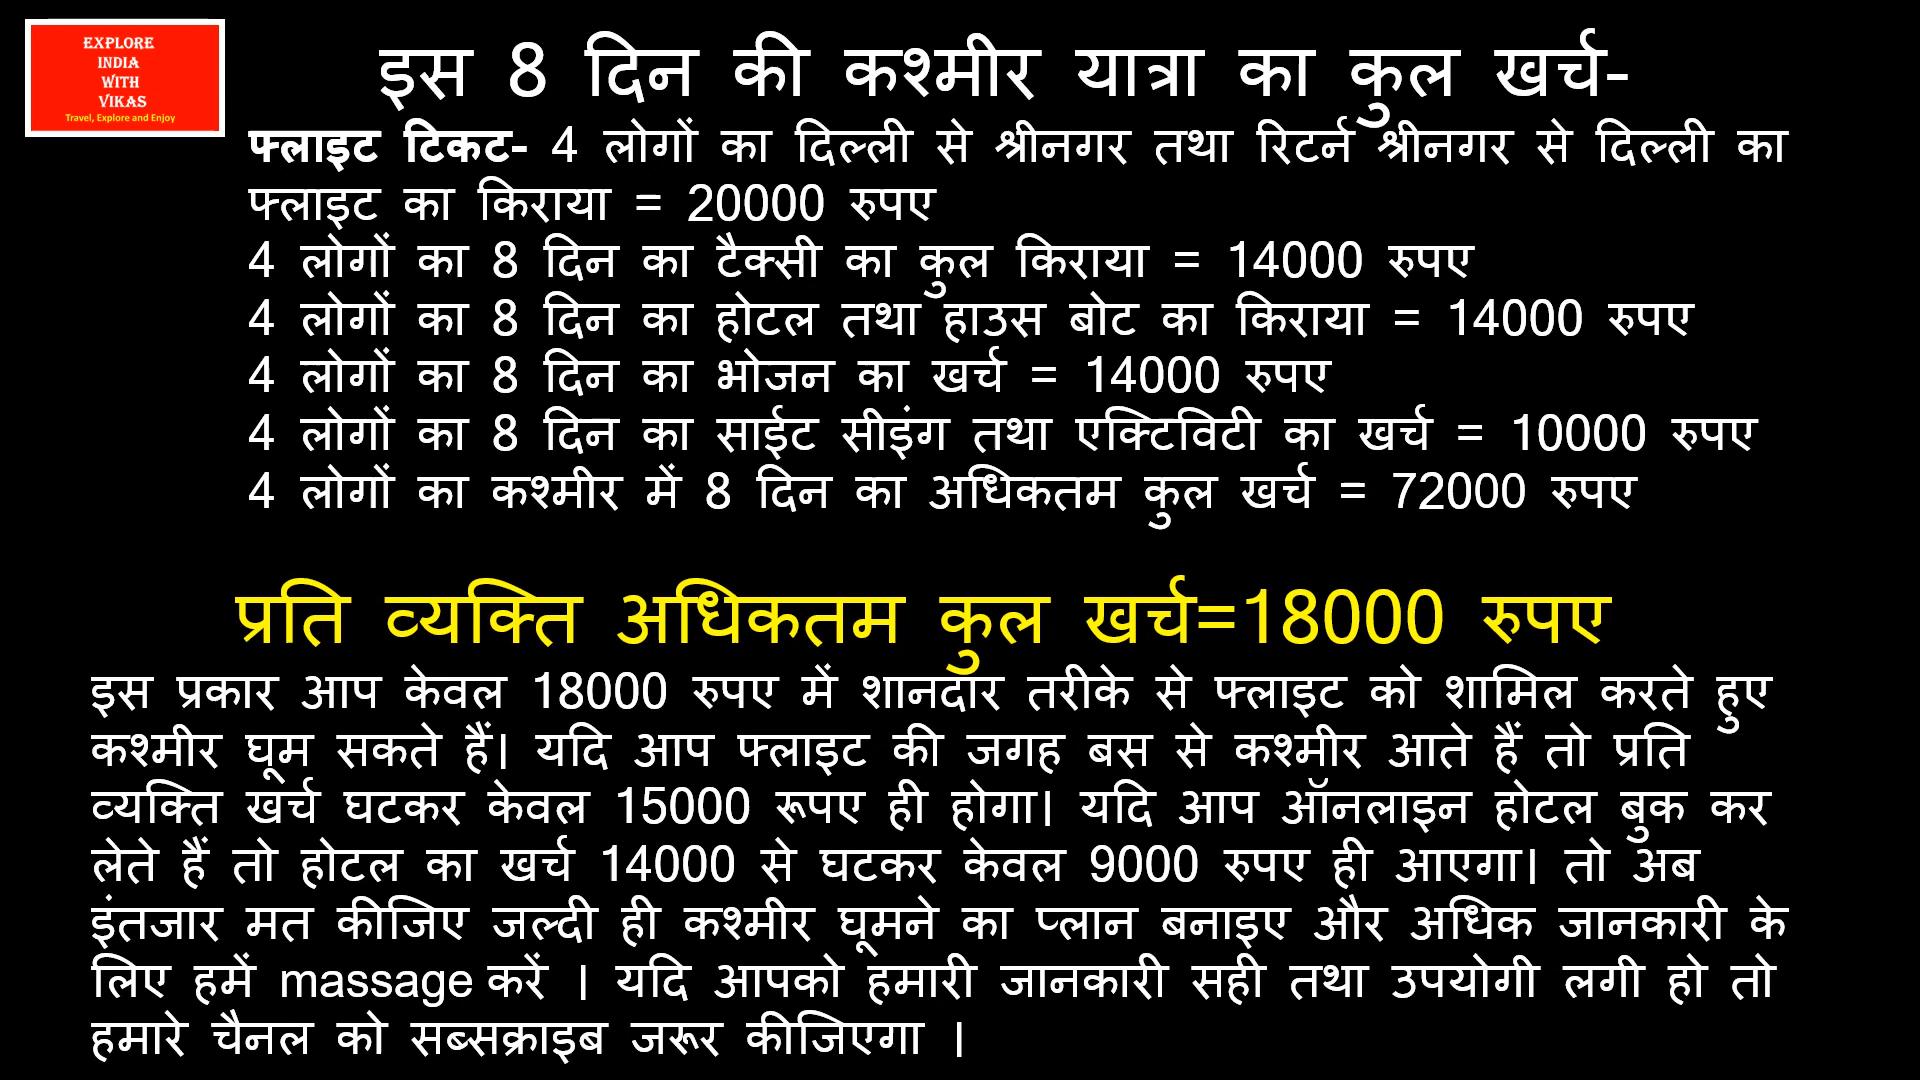 EXPLORE
INDIA
WITH
VIKAS
Travel, Explore and Enjoy
इस 8 दिन की कश्मीर यात्रा का कुल खर्च-
फ्लाइट टिकट- 4 लोगों का दिल्ली से श्रीनगर तथा रिटर्न श्रीनगर से दिल्ली का
फ्लाइट का किराया = 20000 रुपए
4 लोगों का 8 दिन का टैक्सी का कुल किराया = 14000 रुपए
4 लोगों का 8 दिन का होटल तथा हाउस बोट का किराया = 14000 रुपए
4 लोगों का 8 दिन का भोजन का खर्च = 14000 रुपए
4 लोगों का 8 दिन का साईट सीइंग तथा एक्टिविटी का खर्च = 10000 रुपए
4 लोगों का कश्मीर में 8 दिन का अधिकतम कुल खर्च = 72000 रुपए
प्रति व्यक्ति अधिकतम कुल खर्च=18000 रुपए
इस प्रकार आप केवल 18000 रुपए में शानदार तरीके से फ्लाइट को शामिल करते हुए
कश्मीर घूम सकते हैं। यदि आप फ्लाइट की जगह बस से कश्मीर आते हैं तो प्रति
व्यक्ति खर्च घटकर केवल 15000 रूपए ही होगा। यदि आप ऑनलाइन होटल बुक कर
लेते हैं तो होटल का खर्च 14000 से घटकर केवल 9000 रुपए ही आएगा। तो अब
इंतजार मत कीजिए जल्दी ही कश्मीर घूमने का प्लान बनाइए और अधिक जानकारी के
लिए हमें massage करें । यदि आपको हमारी जानकारी सही तथा उपयोगी लगी हो तो
हमारे चैनल को सब्सक्राइब जरूर कीजिएगा ।